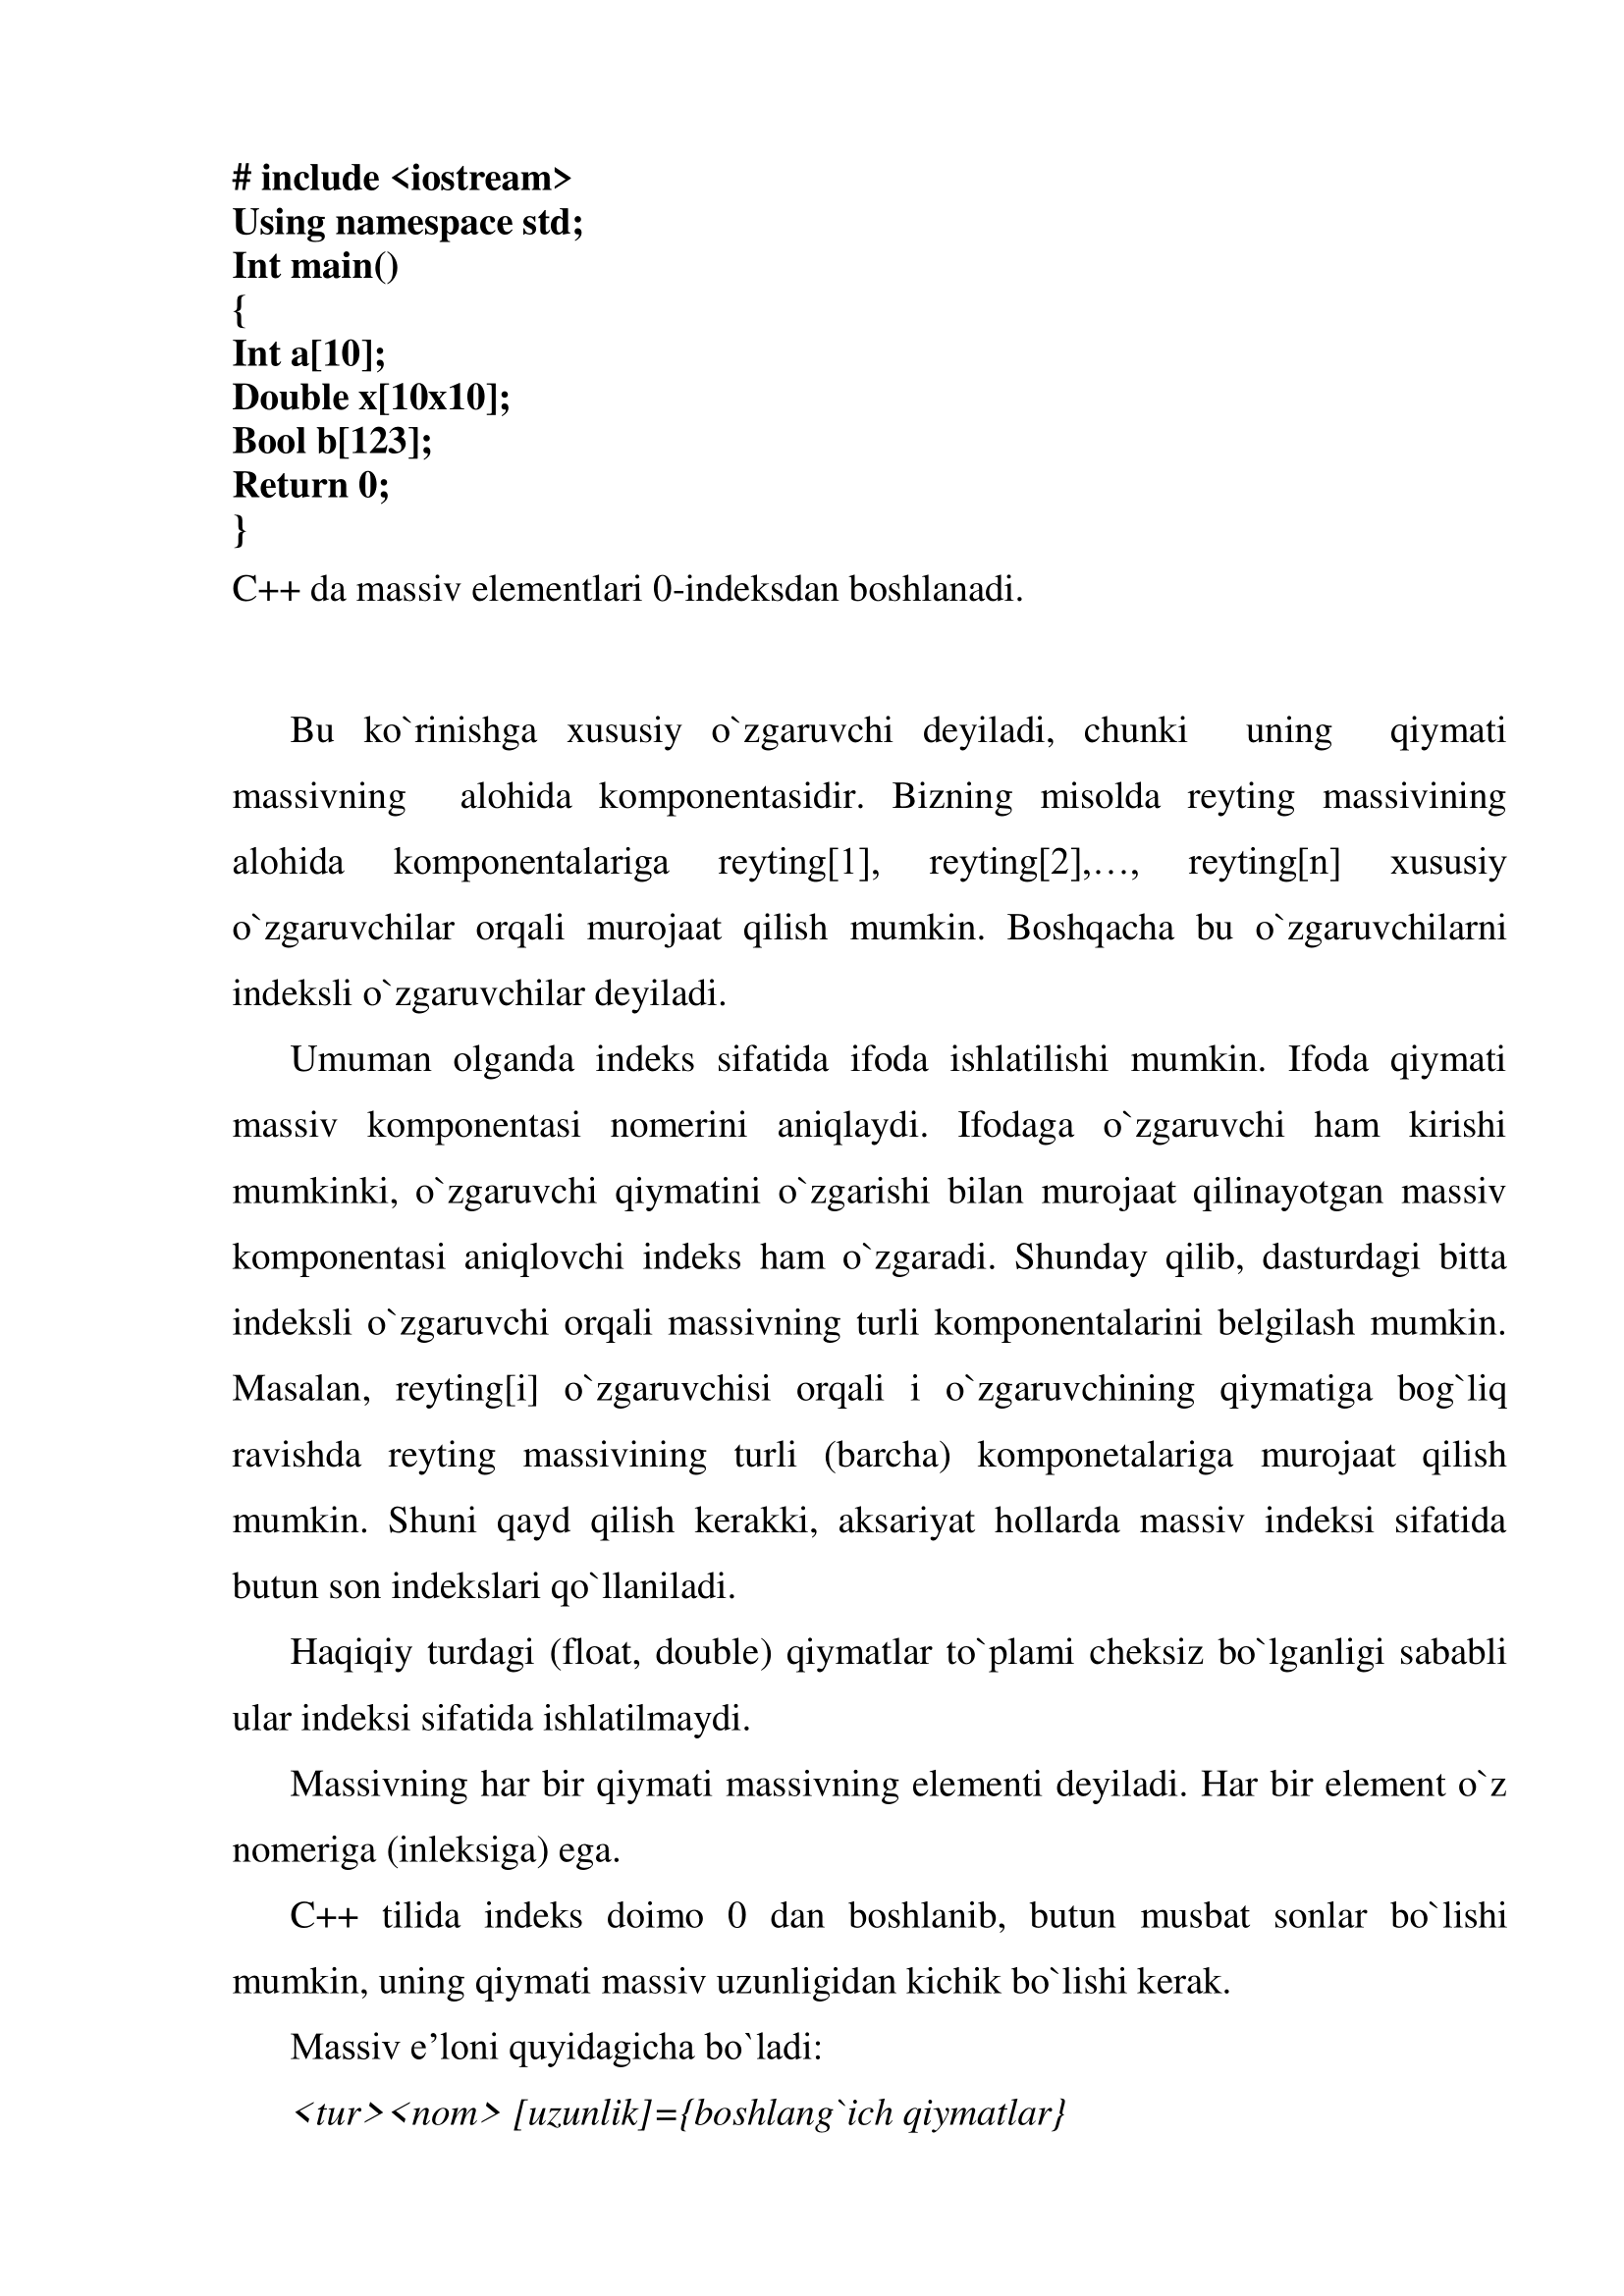 # include <iostream>
Using namespace std;
Int main()
{
Int a[10];
Double x[10x10];
Bool b[123];
Return 0;
}
C++ da massiv elementlari 0-indeksdan boshlanadi.
Bu ko`rinishga xususiy o`zgaruvchi deyiladi, chunki uning qiymati
massivning alohida komponentasidir. Bizning misolda reyting massivining
alohida komponentalariga reyting[1], reyting[2],…, reyting[n] xususiy
o`zgaruvchilar orqali murojaat qilish mumkin. Boshqacha bu o`zgaruvchilarni
indeksli o`zgaruvchilar deyiladi.
Umuman olganda indeks sifatida ifoda ishlatilishi mumkin. Ifoda qiymati
massiv komponentasi nomerini aniqlaydi. Ifodaga o`zgaruvchi ham kirishi
mumkinki, o`zgaruvchi qiymatini o`zgarishi bilan murojaat qilinayotgan massiv
komponentasi aniqlovchi indeks ham o`zgaradi. Shunday qilib, dasturdagi bitta
indeksli o`zgaruvchi orqali massivning turli komponentalarini belgilash mumkin.
Masalan, reyting[i] o`zgaruvchisi orqali i o`zgaruvchining qiymatiga bog`liq
ravishda reyting massivining turli (barcha) komponetalariga murojaat qilish
mumkin. Shuni qayd qilish kerakki, aksariyat hollarda massiv indeksi sifatida
butun son indekslari qo`llaniladi.
Haqiqiy turdagi (float, double) qiymatlar to`plami cheksiz bo`lganligi sababli
ular indeksi sifatida ishlatilmaydi.
Massivning har bir qiymati massivning elementi deyiladi. Har bir element o`z
nomeriga (inleksiga) ega.
C++ tilida indeks doimo 0 dan boshlanib, butun musbat sonlar bo`lishi
mumkin, uning qiymati massiv uzunligidan kichik bo`lishi kerak.
Massiv e’loni quyidagicha bo`ladi:
<tur><nom> [uzunlik]={boshlang`ich qiymatlar}